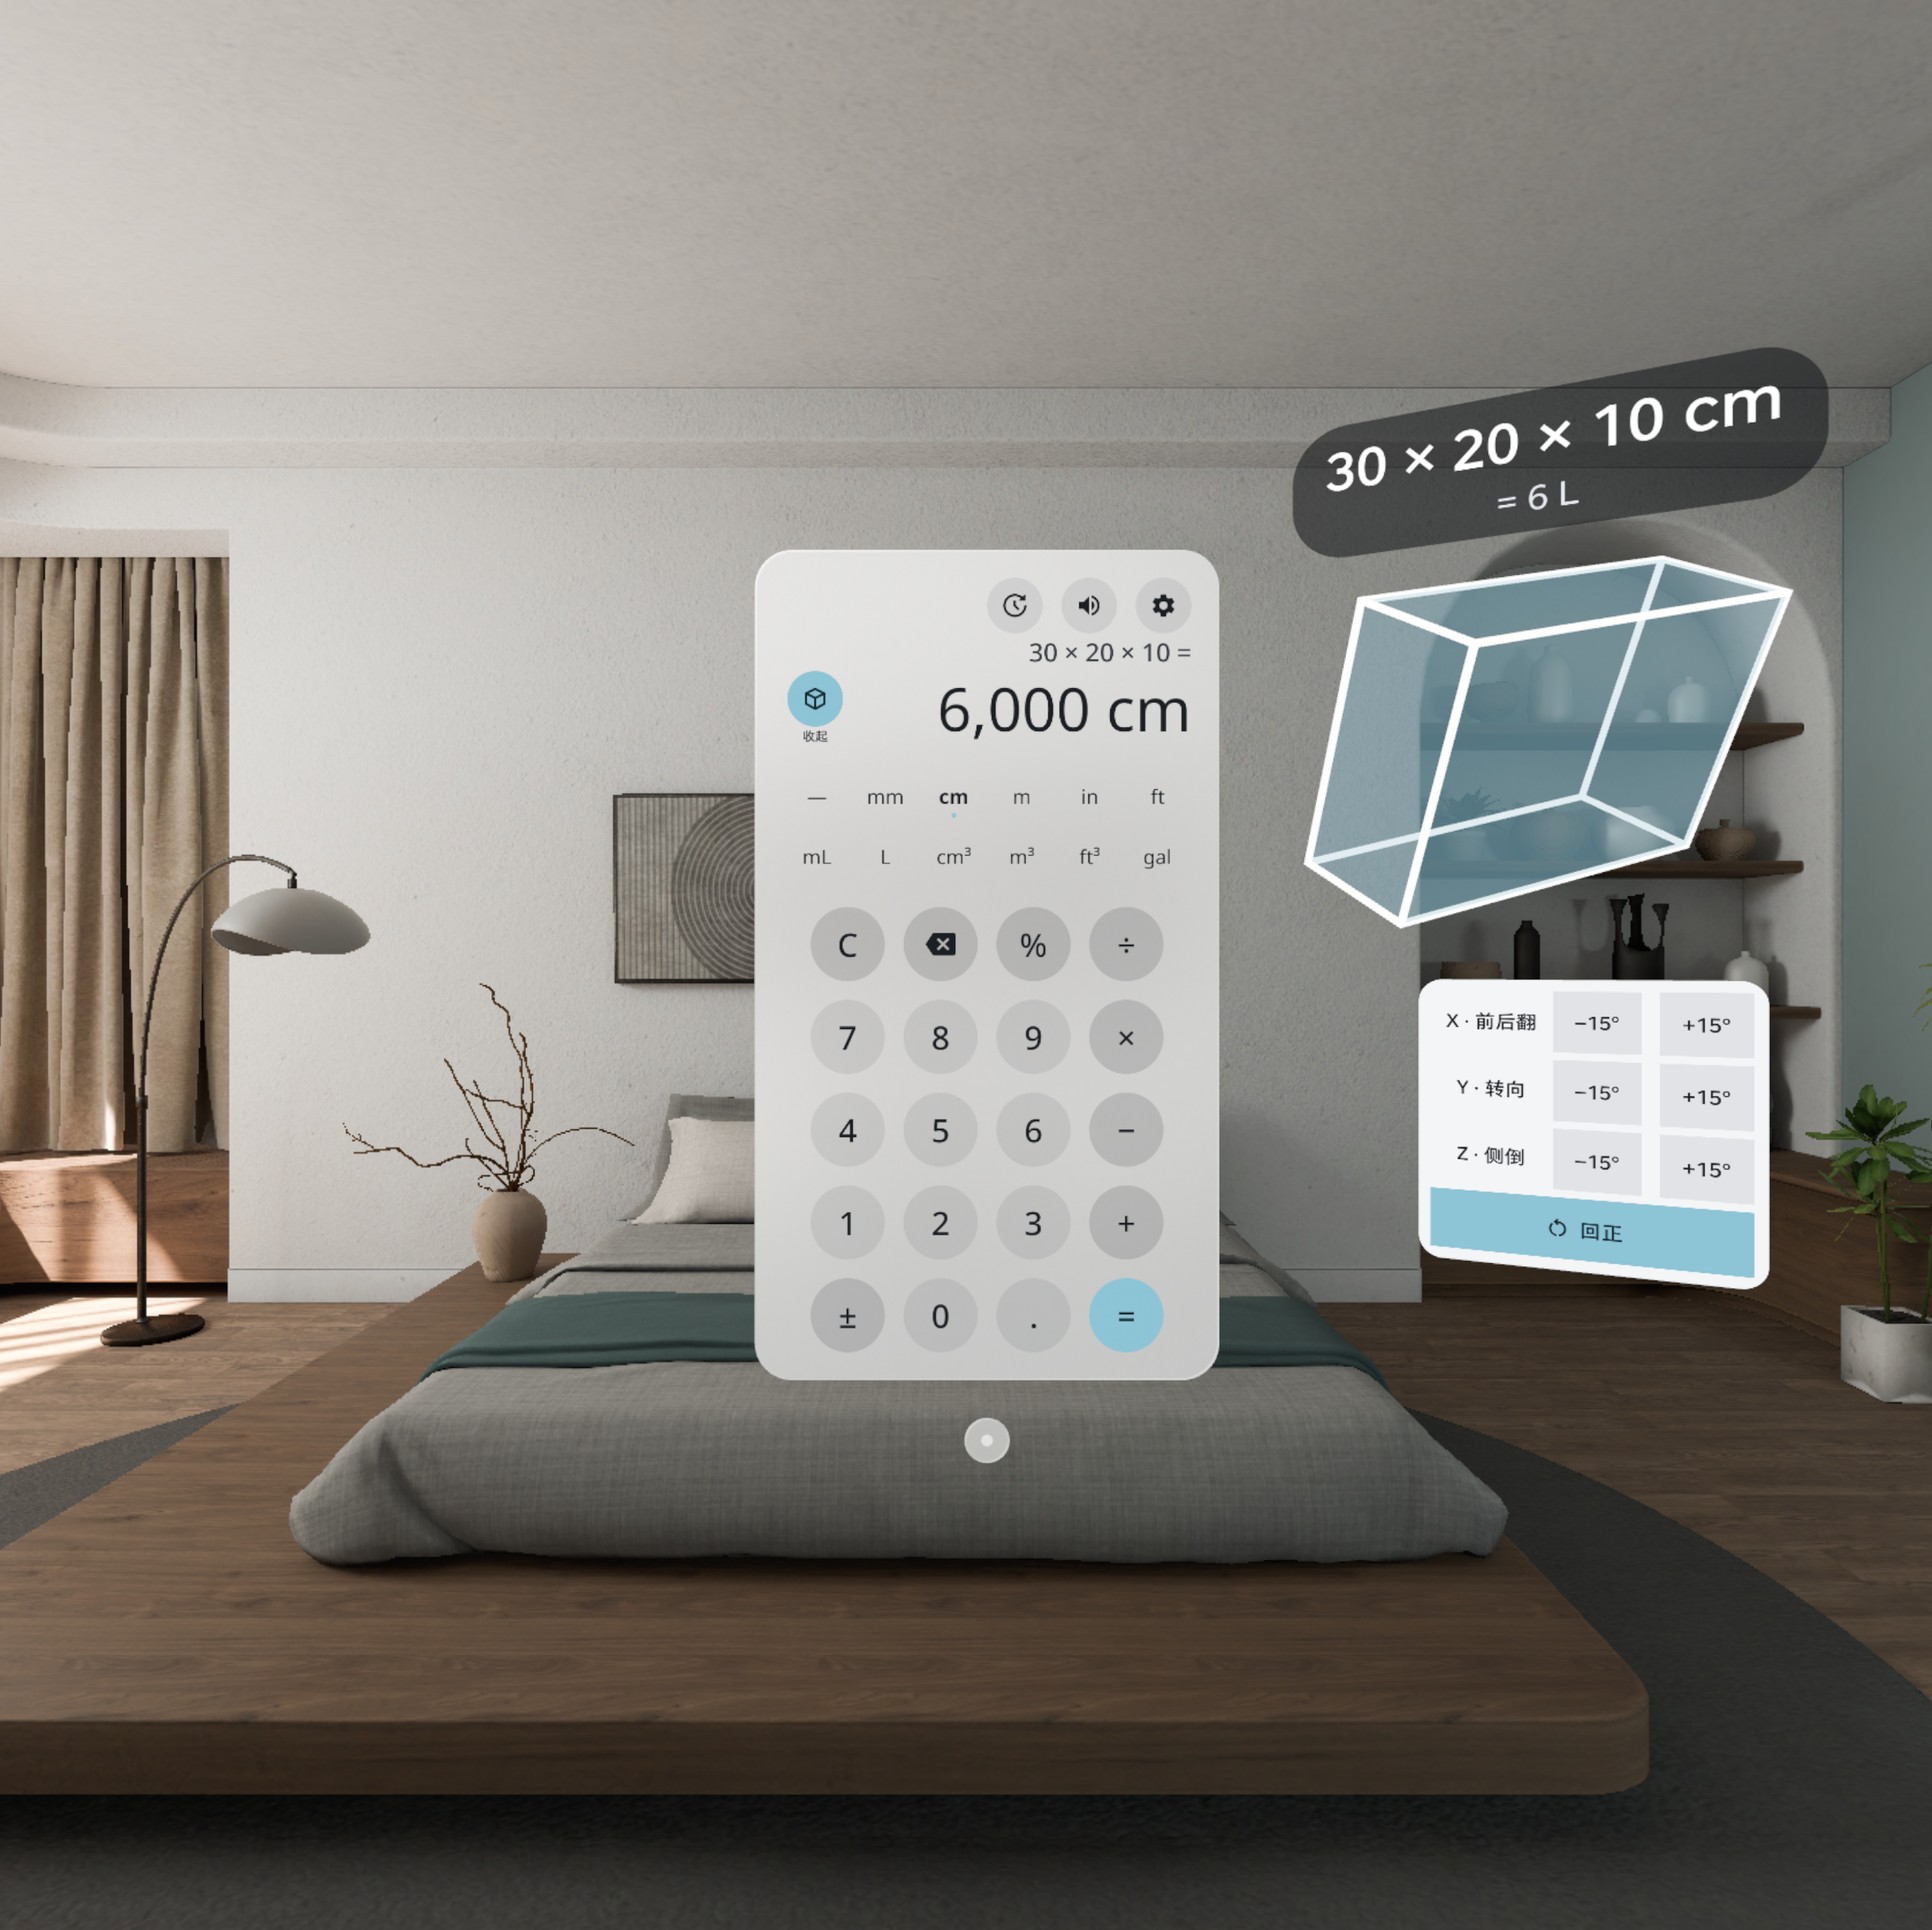 30 × 20 × 10 cm
= 6 L
30 × 20 × 10 =
6,000 cm
收起
— mm cm m in ft
mL L cm³ m³ ft³ gal
C % ÷
7 8 9 ×
4 5 6 −
1 2 3 +
± 0 . =
X · 前后翻 −15° +15°
Y · 转向 −15° +15°
Z · 侧倒 −15° +15°
回正